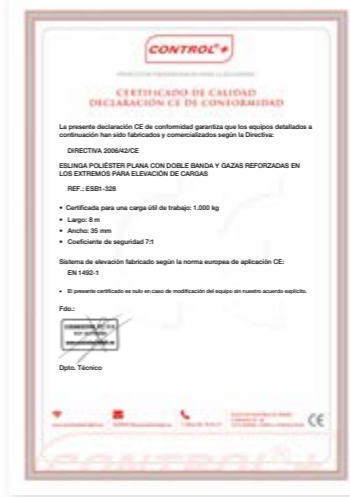 CONTROL+
CERTIFICADO DE CALIDAD
DECLARACIÓN CE DE CONFORMIDAD
La presente declaración CE de conformidad garantiza que los equipos detallados a
continuación han sido fabricados y comercializados según la Directiva:
DIRECTIVA 2006/42/CE
ESLINGA POLIÉSTER PLANA CON DOBLE BANDA Y GAZAS REFORZADAS EN
LOS EXTREMOS PARA ELEVACIÓN DE CARGAS
REF.: ESB1-328
• Certificada para una carga útil de trabajo: 1.000 kg
• Largo: 8 m
• Ancho: 35 mm
• Coeficiente de seguridad 7:1
Sistema de elevación fabricado según la norma europea de aplicación CE:
EN 1492-1
• El presente certificado es nulo en caso de modificación del equipo sin nuestro acuerdo explícito.
Fdo.:
Dpto. Técnico
CE
CONTROL+